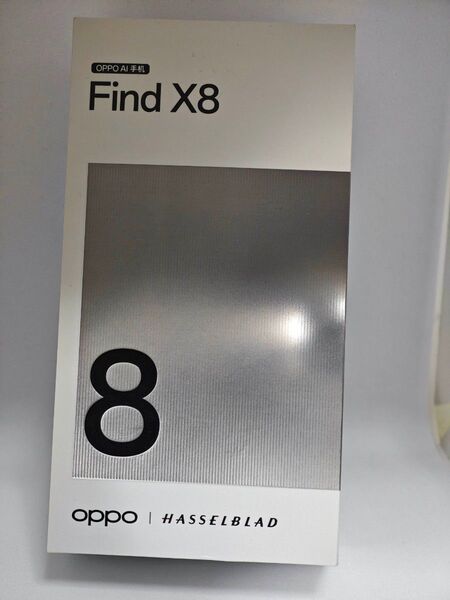 OPPO AI 手机
Find X8
8
oppo | HASSELBLAD